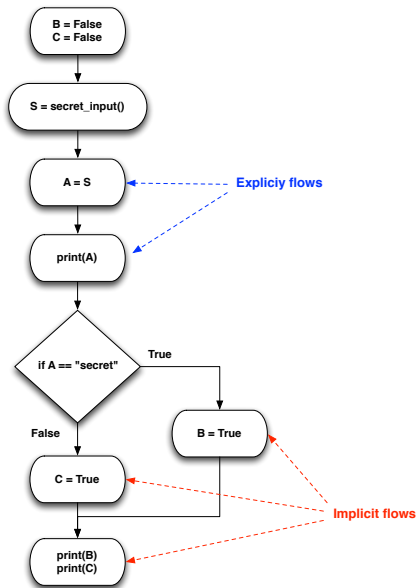 B = False
C = False
S = secret_input()
A = S
Expliciy flows
print(A)
if A == "secret"
True
False
B = True
C = True
Implicit flows
print(B)
print(C)